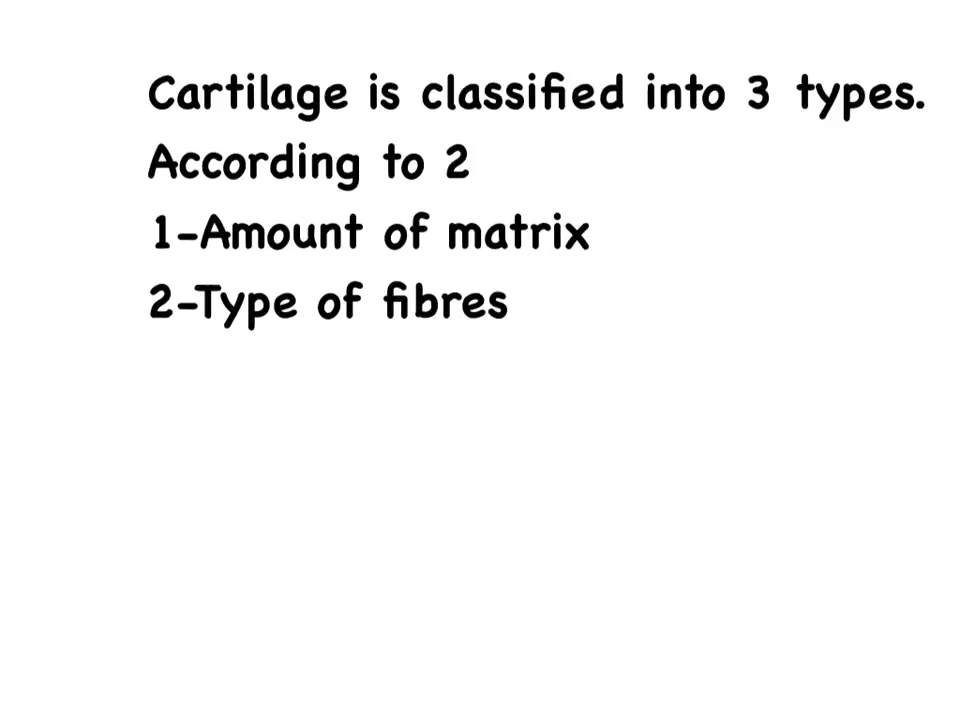 Cartilage is classified into 3 types.
According to 2
1-Amount of matrix
2-Type of fibres